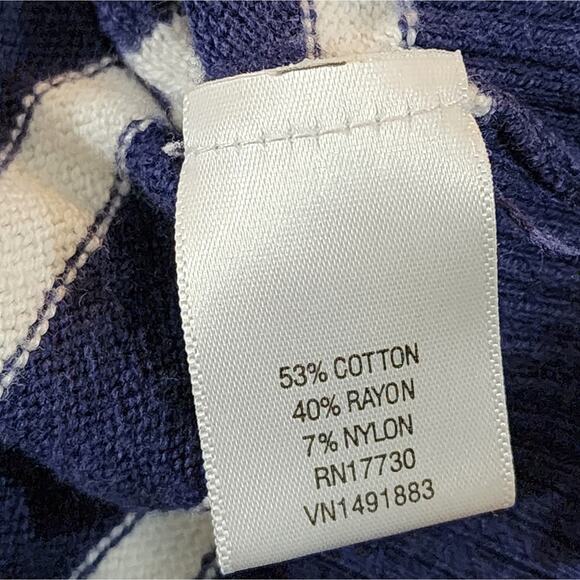 53% COTTON
40% RAYON
7% NYLON
RN17730
VN1491883